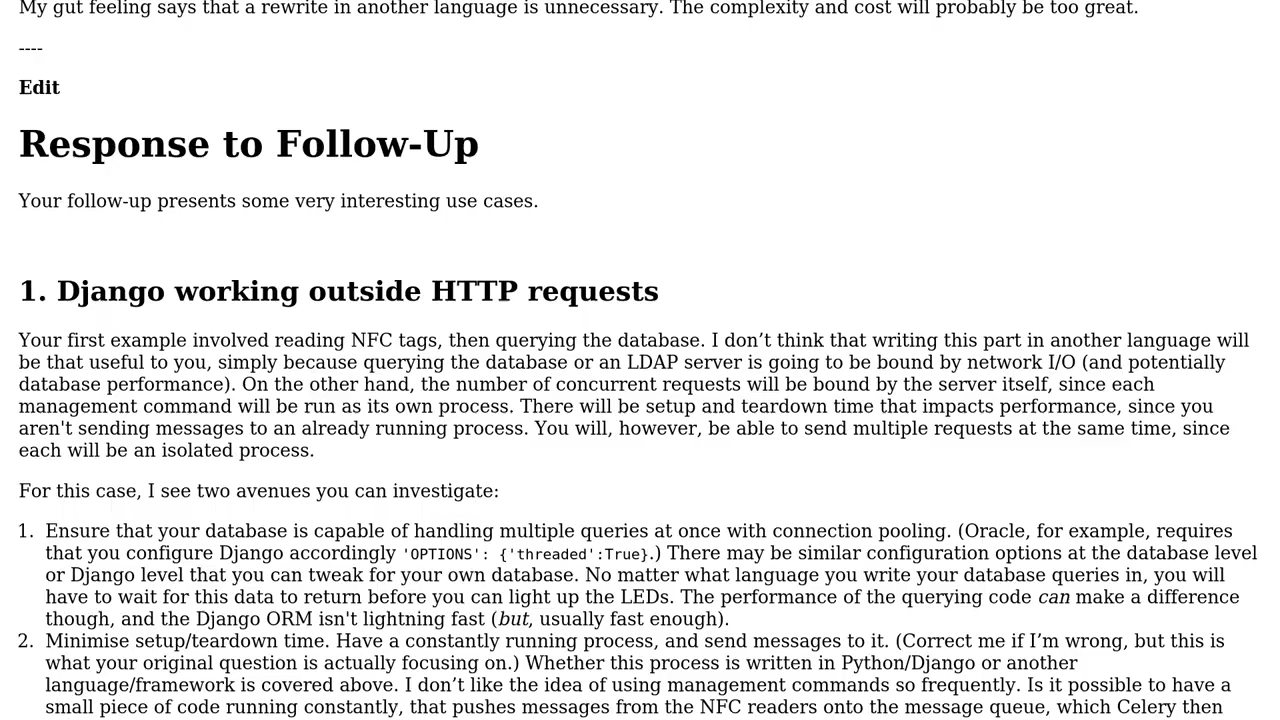 My gut feeling says that a rewrite in another language is unnecessary. The complexity and cost will probably be too great.
----
Edit
Response to Follow-Up
Your follow-up presents some very interesting use cases.
1. Django working outside HTTP requests
Your first example involved reading NFC tags, then querying the database. I don’t think that writing this part in another language will
be that useful to you, simply because querying the database or an LDAP server is going to be bound by network I/O (and potentially
database performance). On the other hand, the number of concurrent requests will be bound by the server itself, since each
management command will be run as its own process. There will be setup and teardown time that impacts performance, since you
aren't sending messages to an already running process. You will, however, be able to send multiple requests at the same time, since
each will be an isolated process.
For this case, I see two avenues you can investigate:
1. Ensure that your database is capable of handling multiple queries at once with connection pooling. (Oracle, for example, requires
that you configure Django accordingly 'OPTIONS': {'threaded':True}.) There may be similar configuration options at the database level
or Django level that you can tweak for your own database. No matter what language you write your database queries in, you will
have to wait for this data to return before you can light up the LEDs. The performance of the querying code can make a difference
though, and the Django ORM isn't lightning fast (but, usually fast enough).
2. Minimise setup/teardown time. Have a constantly running process, and send messages to it. (Correct me if I’m wrong, but this is
what your original question is actually focusing on.) Whether this process is written in Python/Django or another
language/framework is covered above. I don’t like the idea of using management commands so frequently. Is it possible to have a
small piece of code running constantly, that pushes messages from the NFC readers onto the message queue, which Celery then